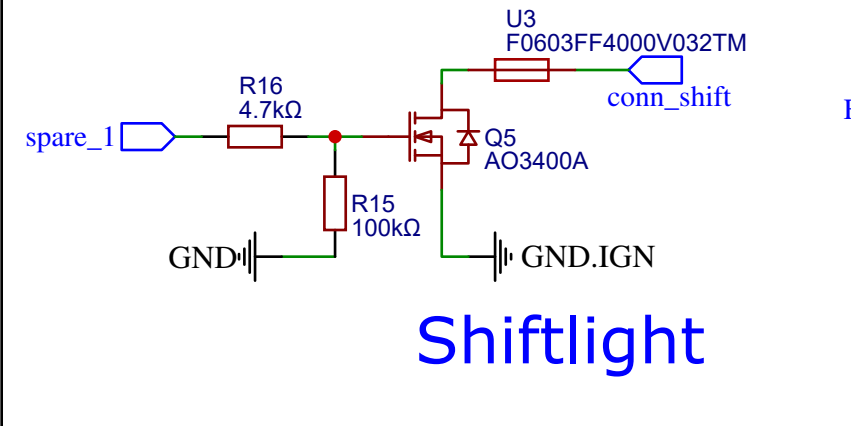 U3
F0603FF4000V032TM
R16
4.7kΩ
conn_shift
spare_1
Q5
AO3400A
R15
100kΩ
GND
GND.IGN
Shiftlight